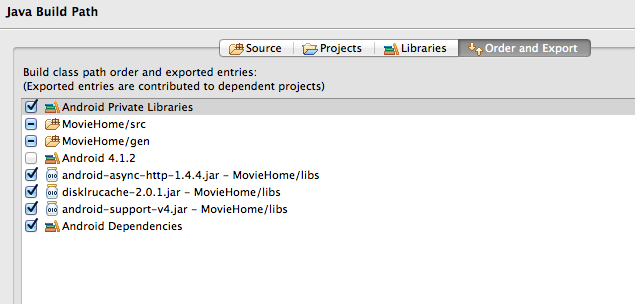 Java Build Path
Source Projects Libraries Order and Export
Build class path order and exported entries:
(Exported entries are contributed to dependent projects)
Android Private Libraries
MovieHome/src
MovieHome/gen
Android 4.1.2
android-async-http-1.4.4.jar - MovieHome/libs
disklrucache-2.0.1.jar - MovieHome/libs
android-support-v4.jar - MovieHome/libs
Android Dependencies